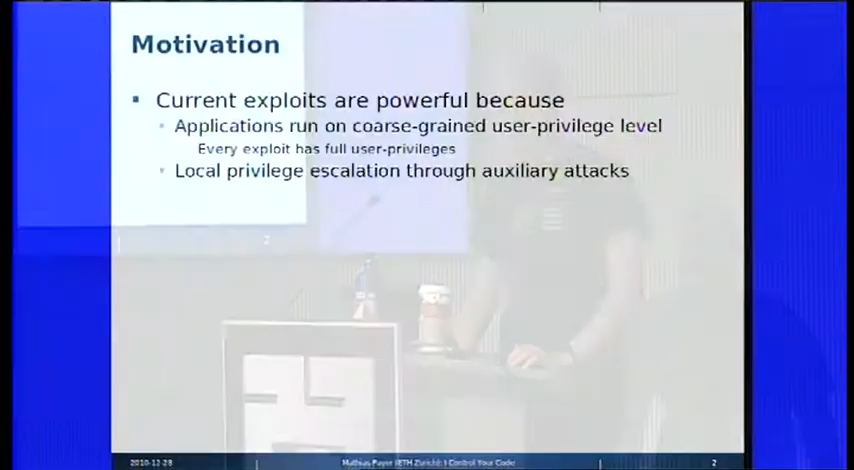 Motivation
Current exploits are powerful because
Applications run on coarse-grained user-privilege level
Every exploit has full user-privileges
Local privilege escalation through auxiliary attacks
2
2010-12-28
Mathias Payer (ETH Zurich): I Control Your Code
2